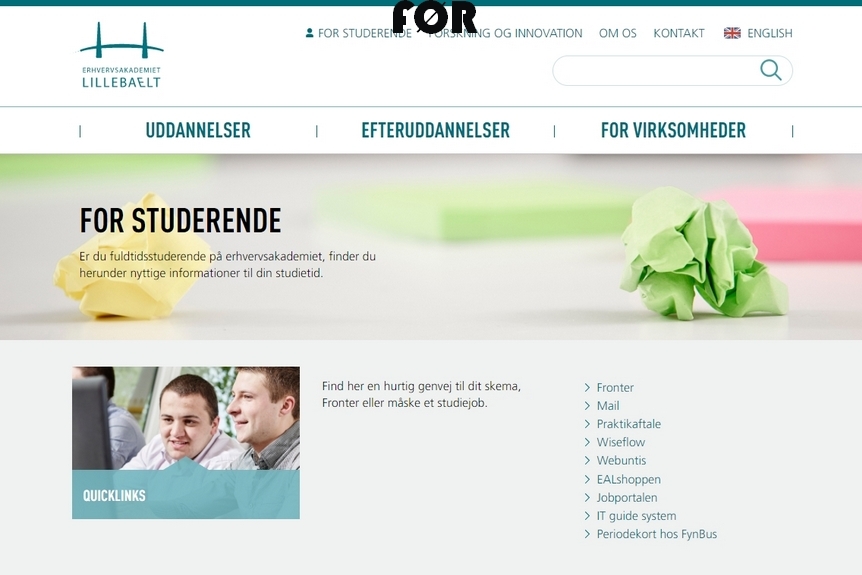 FØR
FOR STUDERENDE
FORSKNING OG INNOVATION
OM OS
KONTAKT
ENGLISH
ERHVERVSAKADEMIET
LILLEBAELT
UDDANNELSER
EFTERUDDANNELSER
FOR VIRKSOMHEDER
FOR STUDERENDE
Er du fuldtidsstuderende på erhvervsakademiet, finder du
herunder nyttige informationer til din studietid.
QUICKLINKS
Find her en hurtig genvej til dit skema,
Fronter eller måske et studiejob.
Fronter
Mail
Praktikaftale
Wiseflow
Webuntis
EALshoppen
Jobportalen
IT guide system
Periodekort hos FynBus